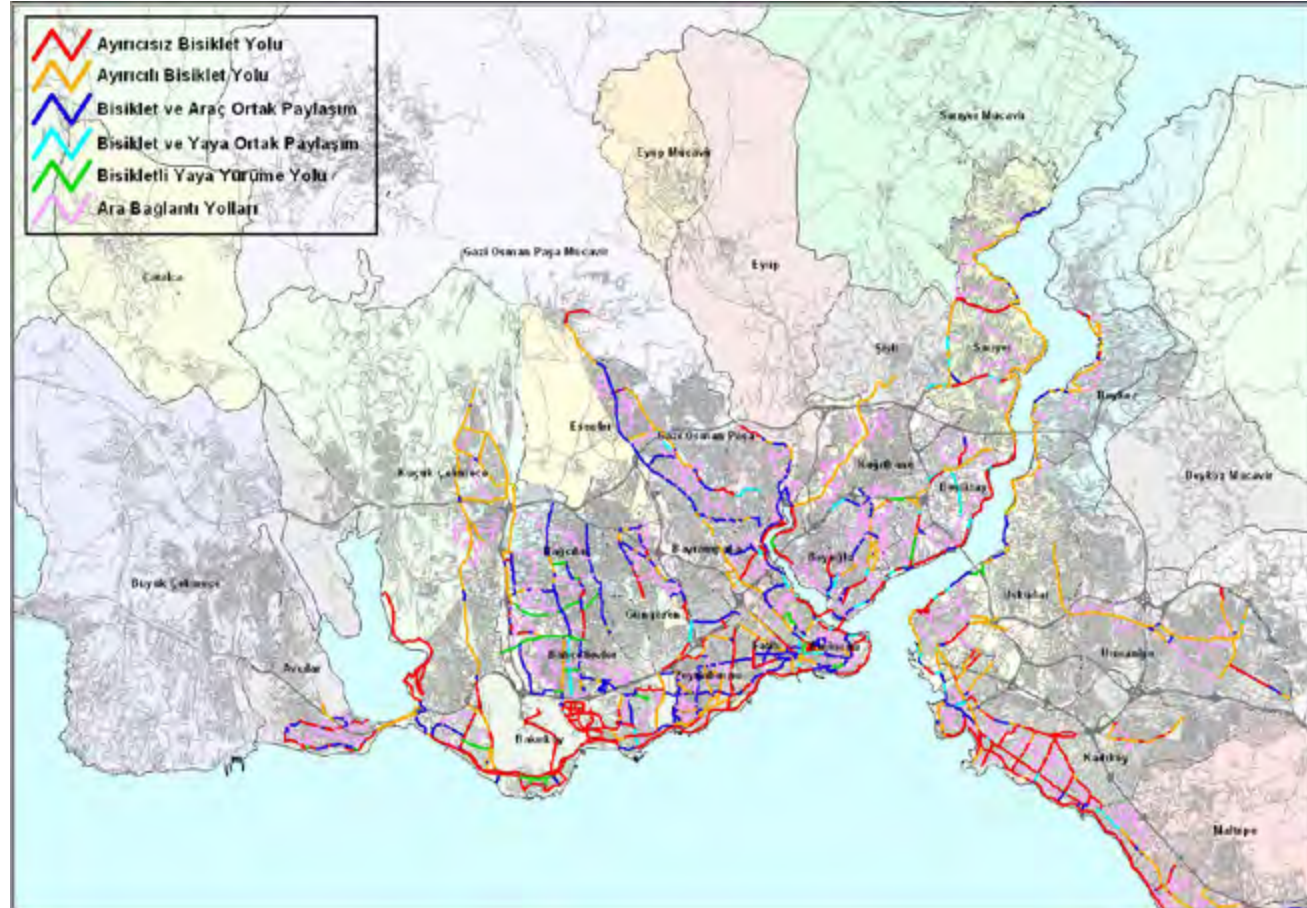 Ayırıcısız Bisiklet Yolu
Ayırıcılı Bisiklet Yolu
Bisiklet ve Araç Ortak Paylaşım
Bisiklet ve Yaya Ortak Paylaşım
Bisikletli Yaya Yürüme Yolu
Ara Bağlantı Yolları
Sarıyer Mücavir
Eyüp Mücavir
Gazi Osman Paşa Mücavir
Eyüp
Çatalca
Şişli
Sarıyer
Beykoz
Esenler
Gazi Osman Paşa
Küçük Çekmece
Kağıthane
Beykoz Mücavir
Beşiktaş
Bağcılar
Bayrampaşa
Beyoğlu
Büyük Çekmece
Güngören
Üsküdar
Bahçelievler
Fatih
Eminönü
Ümraniye
Avcılar
Zeytinburnu
Bakırköy
Kadıköy
Maltepe